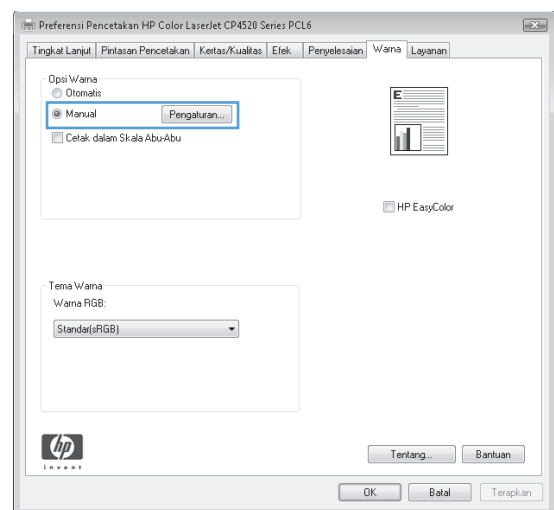 Preferensi Pencetakan HP Color LaserJet CP4520 Series PCL6
Tingkat Lanjut Pintasan Pencetakan Kertas/Kualitas Efek Penyelesaian Warna Layanan
Opsi Warna
Otomatis
Manual Pengaturan...
Cetak dalam Skala Abu-Abu
E
HP EasyColor
Tema Warna
Warna RGB:
Standar(sRGB)
hp
invent
Tentang... Bantuan
OK Batal Terapkan